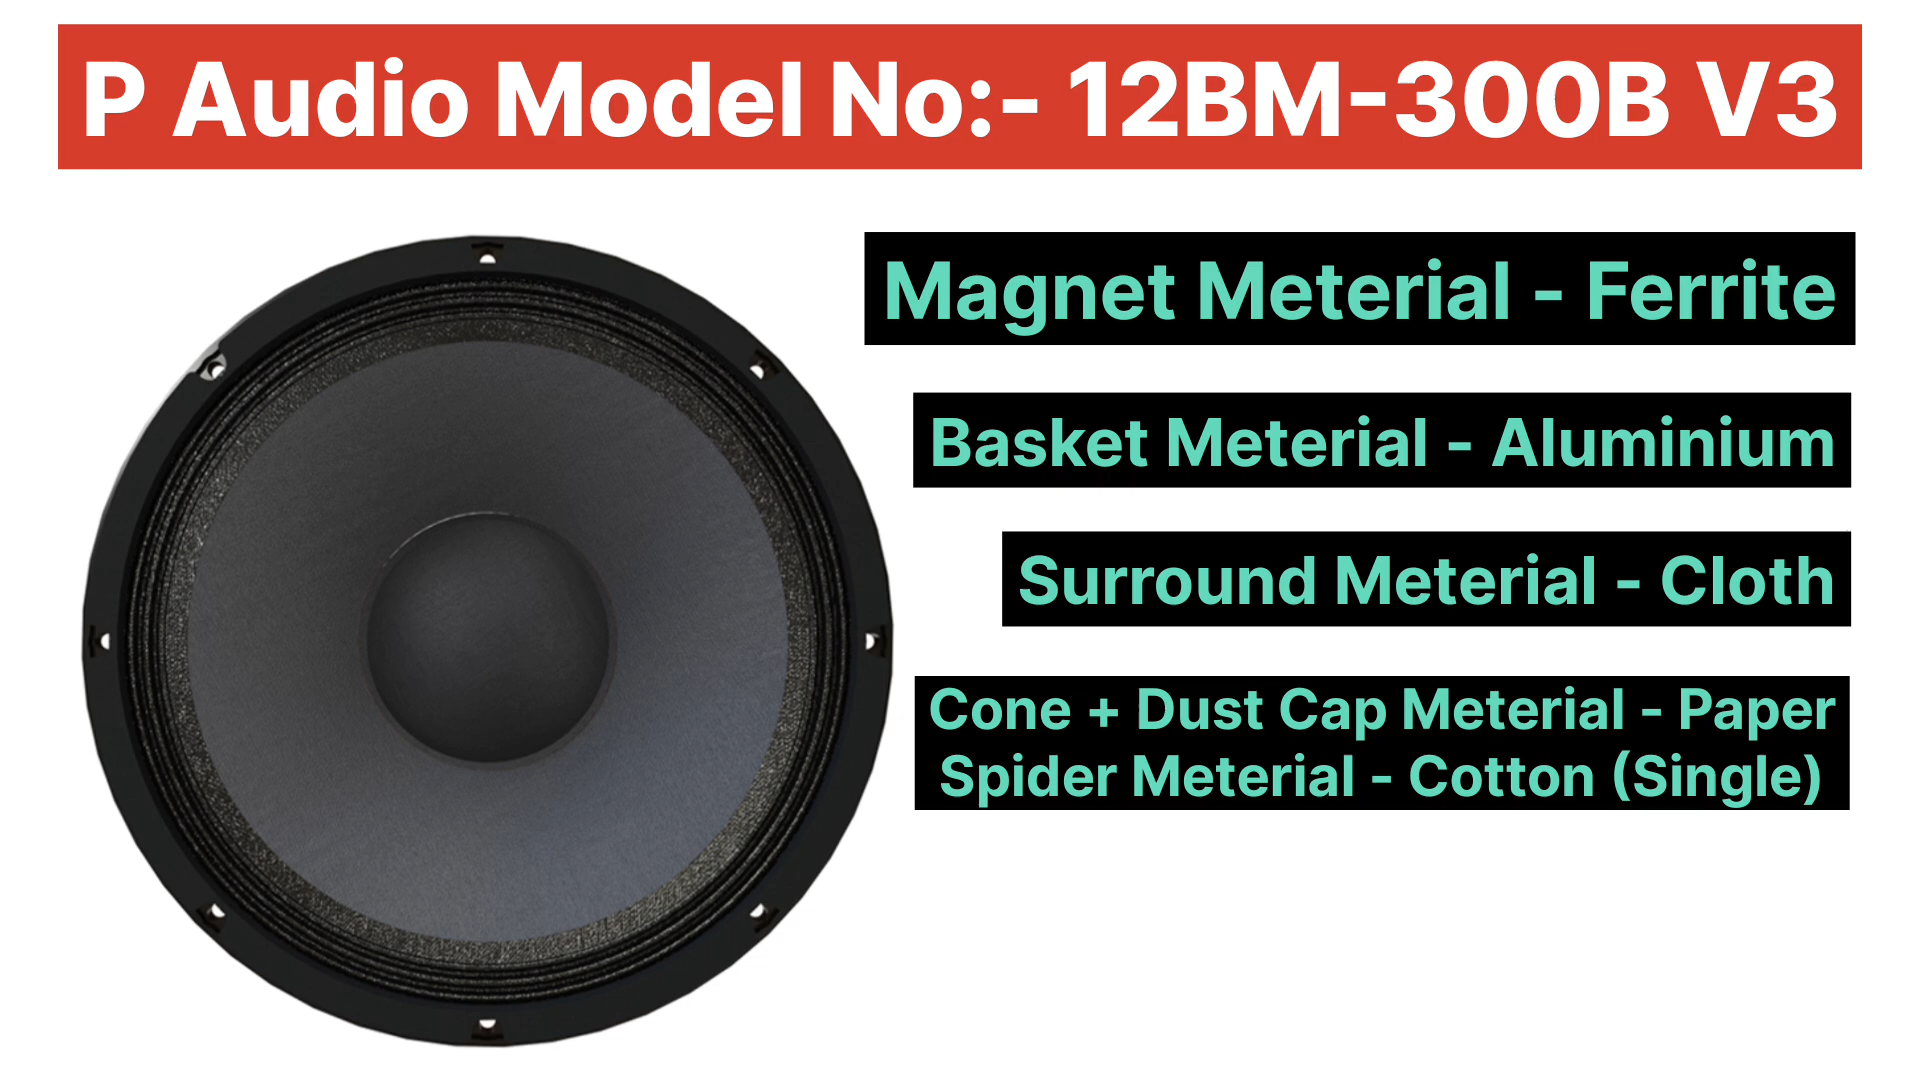 P Audio Model No:- 12BM-300B V3
Magnet Meterial - Ferrite
Basket Meterial - Aluminium
Surround Meterial - Cloth
Cone + Dust Cap Meterial - Paper
Spider Meterial - Cotton (Single)